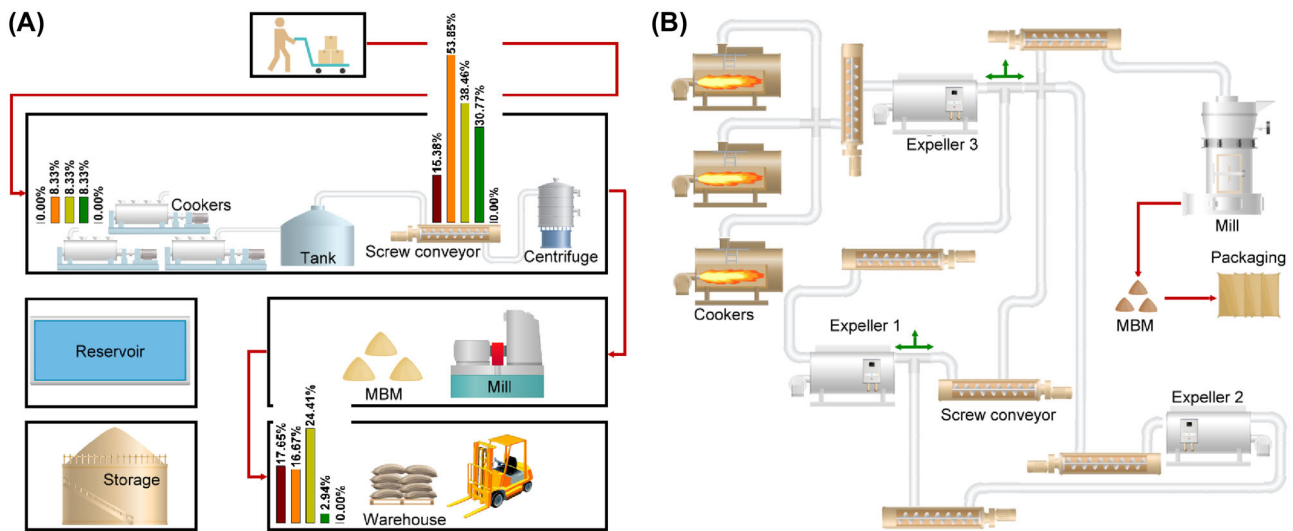 (A)
53.85%
38.46%
30.77%
15.38%
0.00%
0.00%
8.33%
8.33%
8.33%
0.00%
Cookers
Tank
Screw conveyor
Centrifuge
Reservoir
MBM
Mill
Storage
17.65%
16.67%
24.41%
2.94%
0.00%
Warehouse
(B)
Expeller 3
Mill
Packaging
MBM
Cookers
Expeller 1
Screw conveyor
Expeller 2